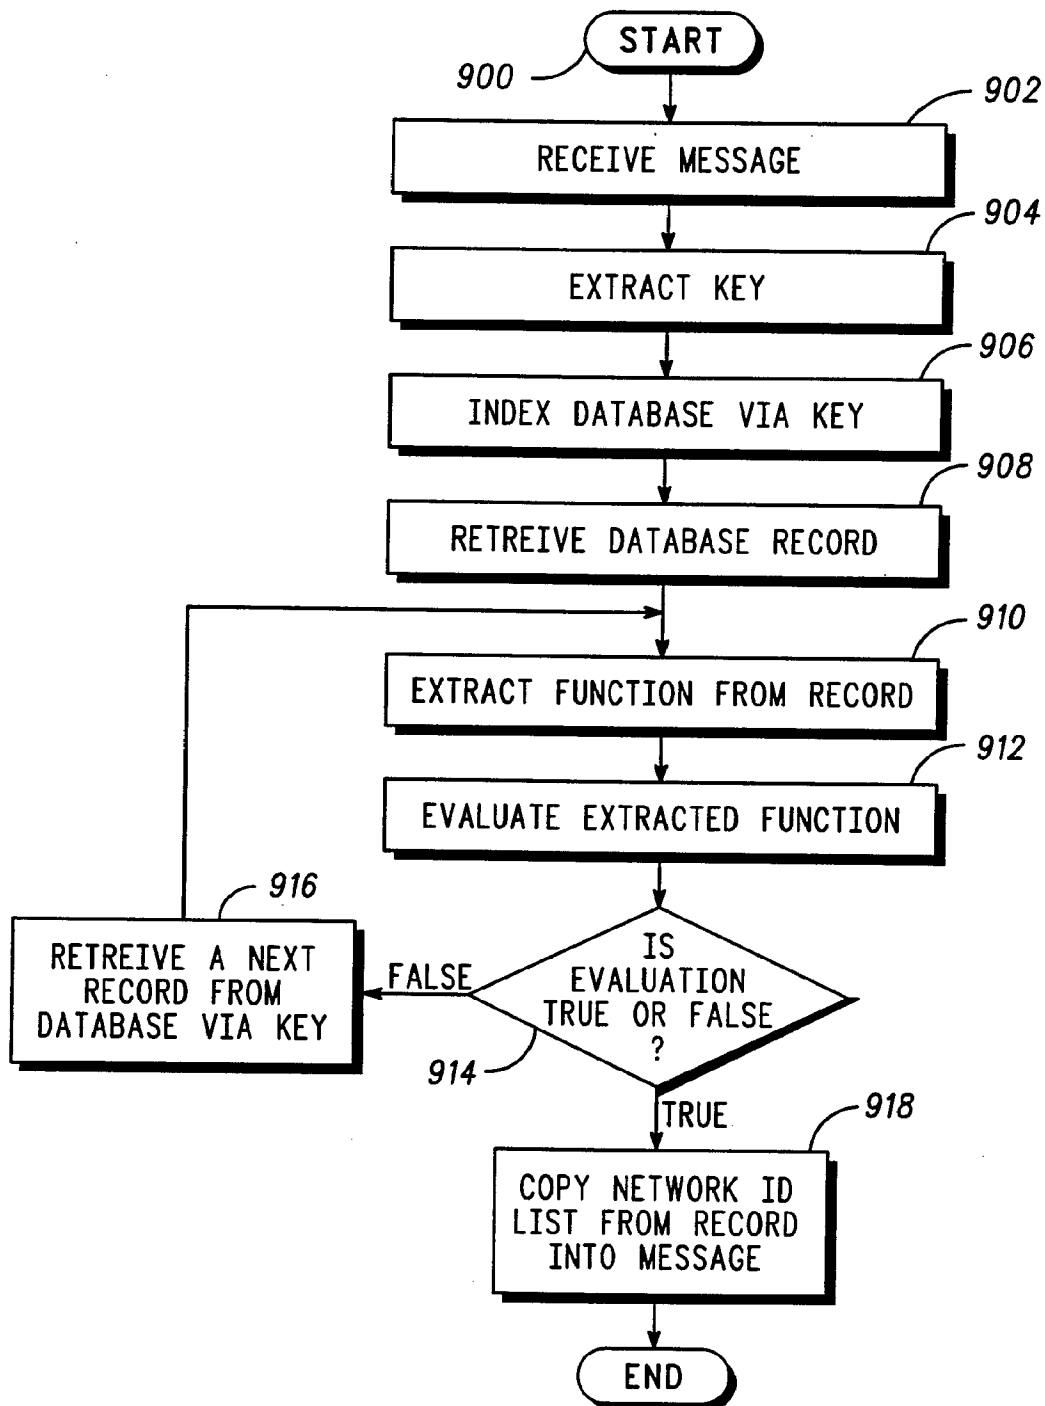 START
900
902
RECEIVE MESSAGE
904
EXTRACT KEY
906
INDEX DATABASE VIA KEY
908
RETREIVE DATABASE RECORD
910
EXTRACT FUNCTION FROM RECORD
912
EVALUATE EXTRACTED FUNCTION
916
RETREIVE A NEXT
RECORD FROM
DATABASE VIA KEY
FALSE
IS
EVALUATION
TRUE OR FALSE
?
914
TRUE
918
COPY NETWORK ID
LIST FROM RECORD
INTO MESSAGE
END